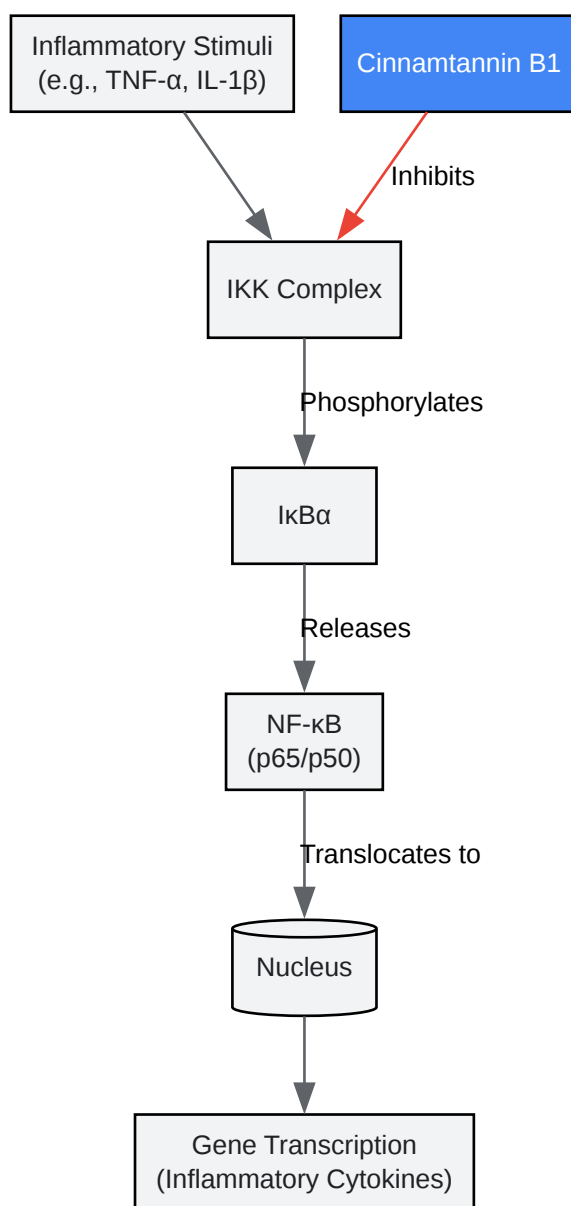 Inflammatory Stimuli
(e.g., TNF-α, IL-1β)
Cinnamtannin B1
Inhibits
IKK Complex
Phosphorylates
IκBα
Releases
NF-κB
(p65/p50)
Translocates to
Nucleus
Gene Transcription
(Inflammatory Cytokines)